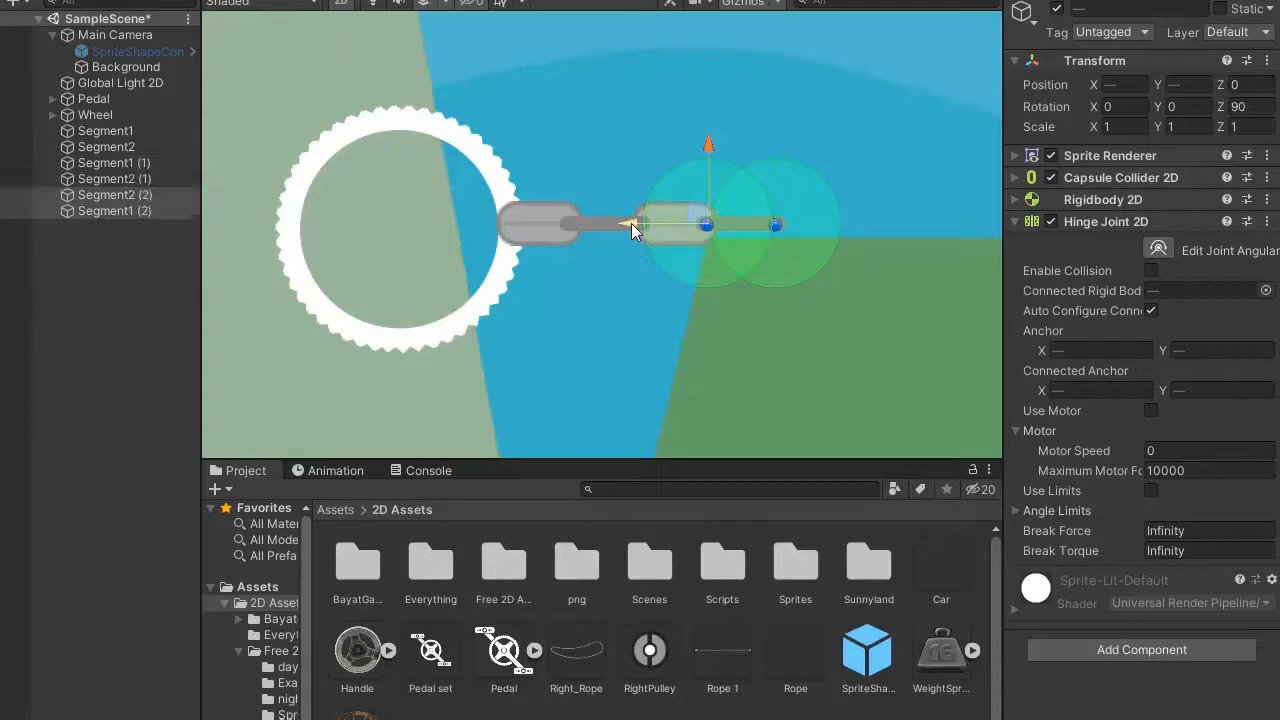 All
Shaded
2D
0
Gizmos
All
SampleScene*
Main Camera
SpriteShapeCon
Background
Global Light 2D
Pedal
Wheel
Segment1
Segment2
Segment1 (1)
Segment2 (1)
Segment2 (2)
Segment1 (2)
— Static
Tag Untagged Layer Default
Transform
Position X — Y — Z 0
Rotation X 0 Y 0 Z 90
Scale X 1 Y 1 Z 1
Sprite Renderer
Capsule Collider 2D
Rigidbody 2D
Hinge Joint 2D
Edit Joint Angular
Enable Collision
Connected Rigid Bod —
Auto Configure Conn
Anchor
X — Y —
Connected Anchor
X — Y —
Use Motor
Motor
Motor Speed 0
Maximum Motor Fo 10000
Use Limits
Angle Limits
Break Force Infinity
Break Torque Infinity
Sprite-Lit-Default
Shader Universal Render Pipeline/
Add Component
Project Animation Console
20
Favorites
All Mater
All Mode
All Prefa
Assets
2D Asset
Bayat
Everyt
Free 2
day
Exa
nigh
Spr
Assets > 2D Assets
BayatGa... Everything Free 2D A... png Scenes Scripts Sprites Sunnyland Car
16
Handle Pedal set Pedal Right_Rope RightPulley Rope 1 Rope SpriteSha... WeightSpr...